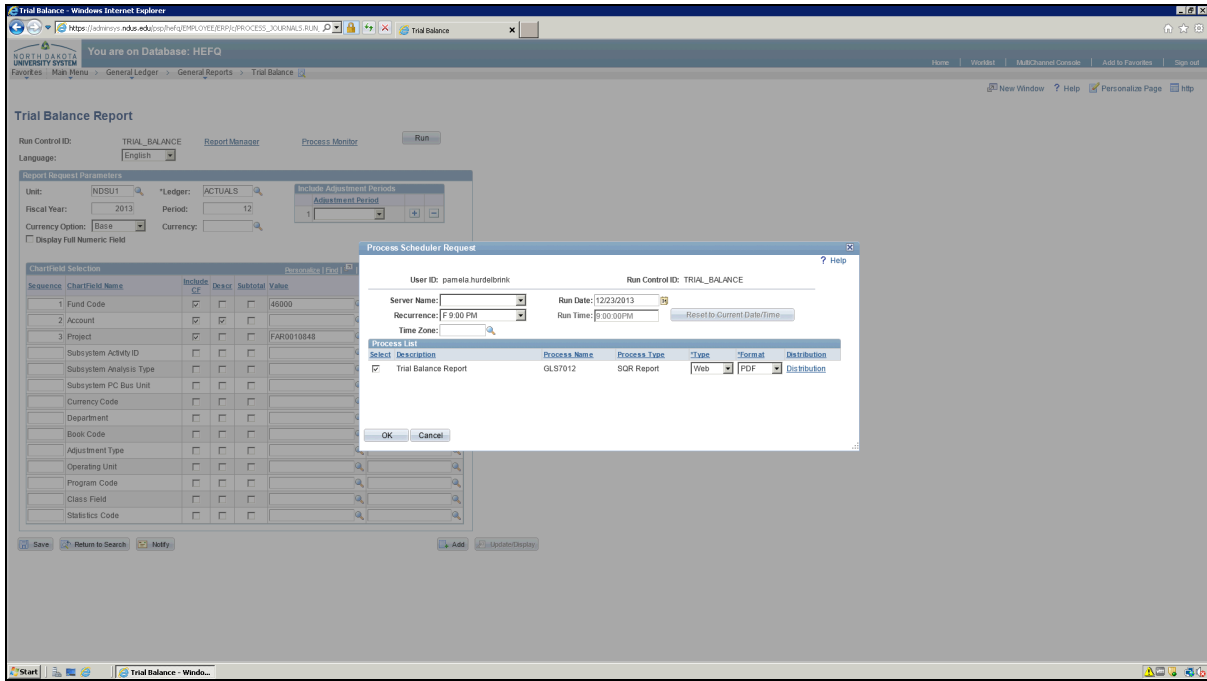 Trial Balance - Windows Internet Explorer
https://adminsys.ndus.edu/psp/hefq/EMPLOYEE/ERP/c/PROCESS_JOURNALS.RUN_
Trial Balance
NORTH DAKOTA
UNIVERSITY SYSTEM
You are on Database: HEFQ
Home | Worklist | MultiChannel Console | Add to Favorites | Sign out
Favorites Main Menu > General Ledger > General Reports > Trial Balance
New Window ? Help Personalize Page http
Trial Balance Report
Run Control ID: TRIAL_BALANCE Report Manager Process Monitor Run
Language: English
Report Request Parameters
Unit: NDSU1 *Ledger: ACTUALS Include Adjustment Periods
Adjustment Period
Fiscal Year: 2013 Period: 12 1
Currency Option: Base Currency:
Display Full Numeric Field
Process Scheduler Request
? Help
User ID: pamela.hurdelbrink Run Control ID: TRIAL_BALANCE
Server Name: Run Date: 12/23/2013
Recurrence: F 9:00 PM Run Time: 9:00:00PM Reset to Current Date/Time
Time Zone:
Process List
Select Description Process Name Process Type *Type *Format Distribution
Trial Balance Report GLS7012 SQR Report Web PDF Distribution
OK Cancel
ChartField Selection Personalize | Find |
Sequence ChartField Name Include CF Descr Subtotal Value
1 Fund Code 46000
2 Account
3 Project FAR0010848
Subsystem Activity ID
Subsystem Analysis Type
Subsystem PC Bus Unit
Currency Code
Department
Book Code
Adjustment Type
Operating Unit
Program Code
Class Field
Statistics Code
Save Return to Search Notify Add Update/Display
Start Trial Balance - Windo...